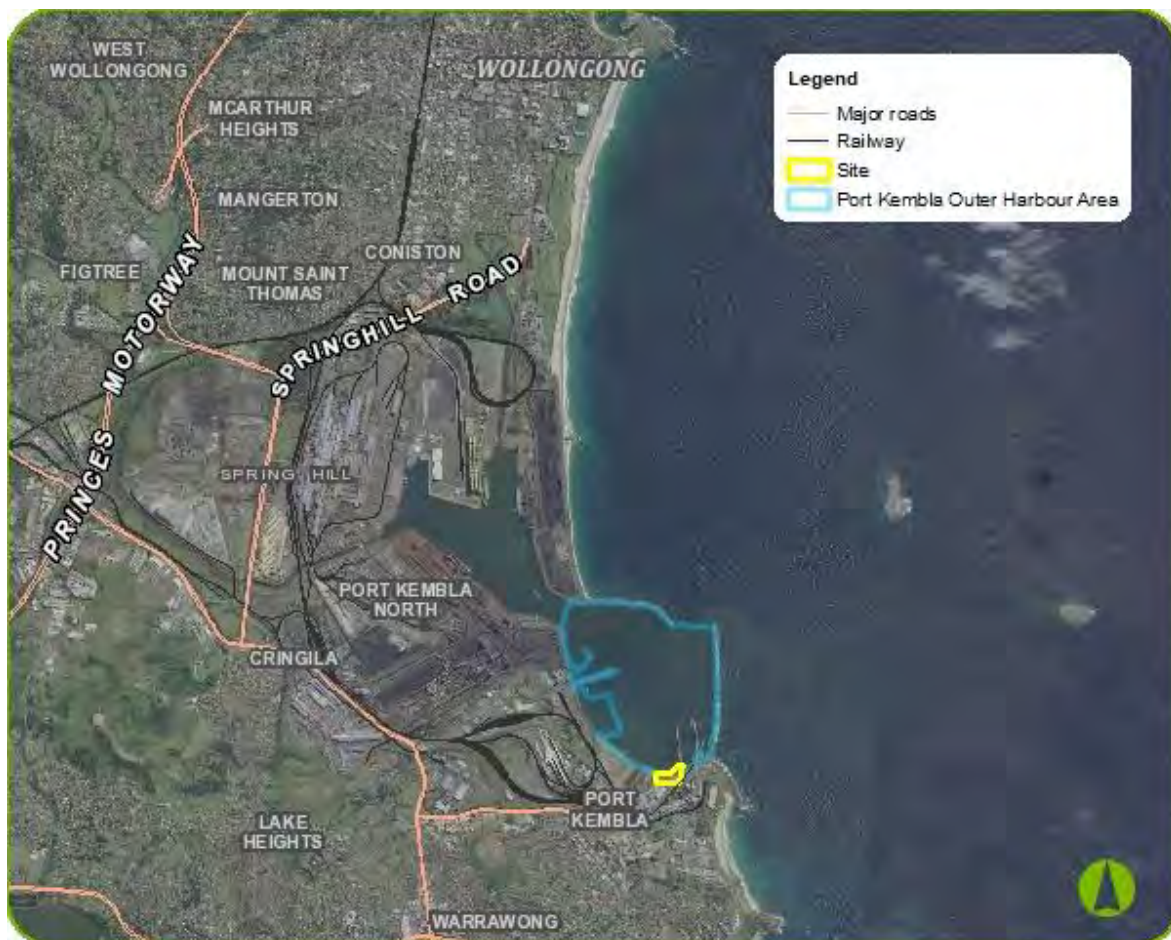 WEST
WOLLONGONG
WOLLONGONG
MCARTHUR
HEIGHTS
MANGERTON
CONISTON
FIGTREE
MOUNT SAINT
THOMAS
PRINCES MOTORWAY
SPRINGHILL ROAD
SPRING HILL
PORT KEMBLA
NORTH
CRINGILA
PORT
KEMBLA
LAKE
HEIGHTS
WARRAWONG
Legend
Major roads
Railway
Site
Port Kembla Outer Harbour Area